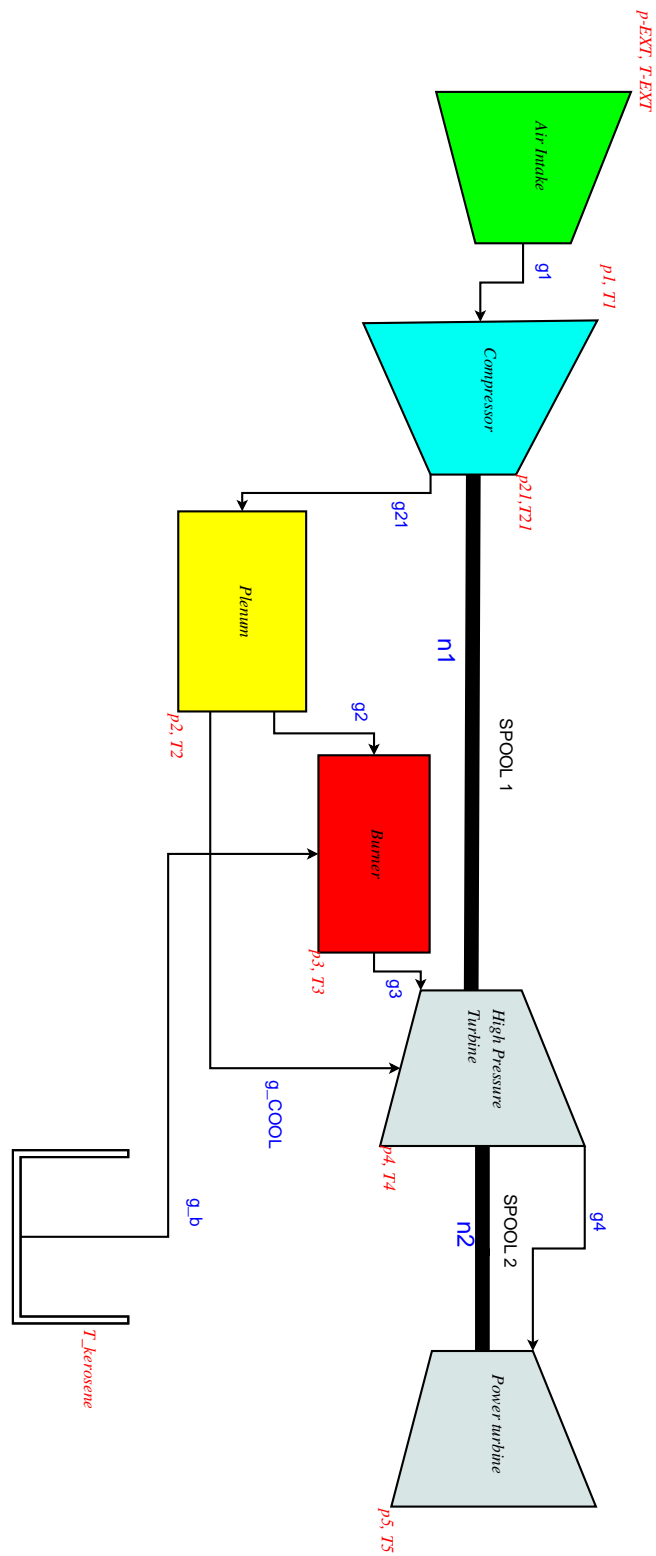 p-EXT, T-EXT
Air Intake
g1
p1, T1
Compressor
p21,T21
g21
Plenum
n1
SPOOL 1
g2
p2, T2
Burner
p3, T3
g3
High Pressure
Turbine
g_COOL
p4, T4
g_b
n2
SPOOL 2
g4
T_kerosene
Power turbine
p5, T5